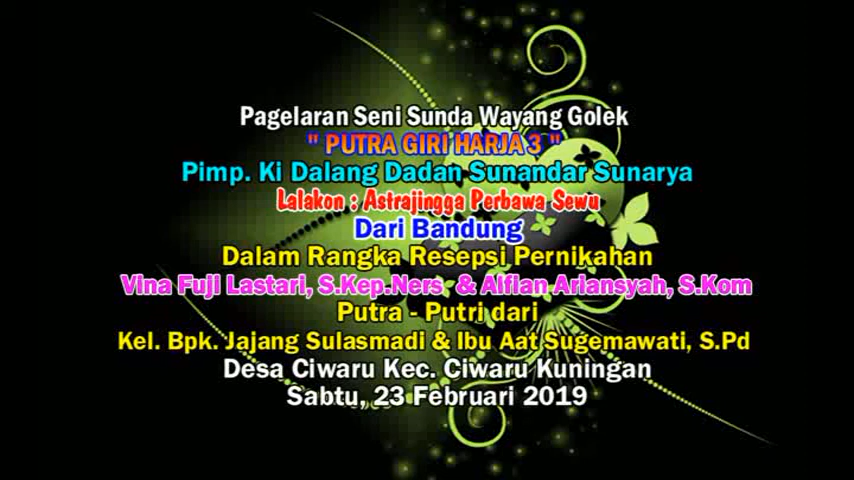 Pagelaran Seni Sunda Wayang Golek
" PUTRA GIRI HARJA 3 "
Pimp. Ki Dalang Dadan Sunandar Sunarya
Lalakon : Astrajingga Perbawa Sewu
Dari Bandung
Dalam Rangka Resepsi Pernikahan
Vina Fuji Lastari, S.Kep.Ners & Alfian Ariansyah, S.Kom
Putra - Putri dari
Kel. Bpk. Jajang Sulasmadi & Ibu Aat Sugemawati, S.Pd
Desa Ciwaru Kec. Ciwaru Kuningan
Sabtu, 23 Februari 2019